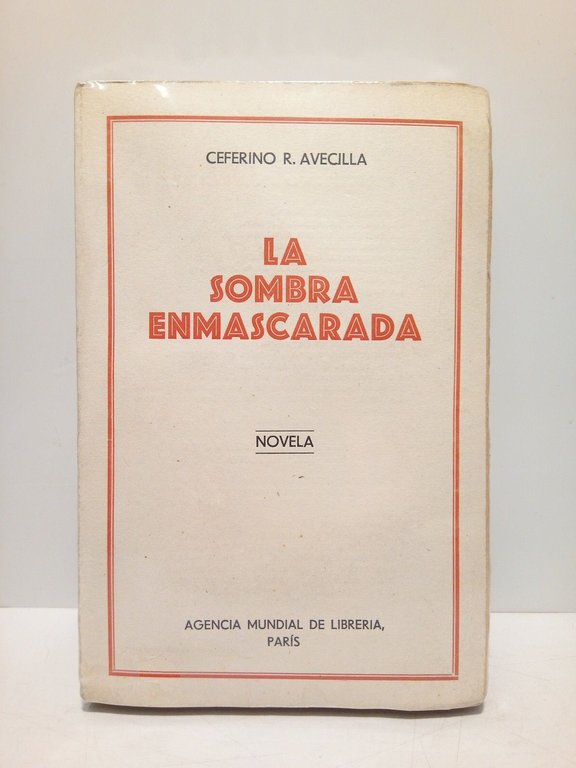 CEFERINO R. AVECILLA
LA
SOMBRA
ENMASCARADA
NOVELA
AGENCIA MUNDIAL DE LIBRERIA,
PARÍS